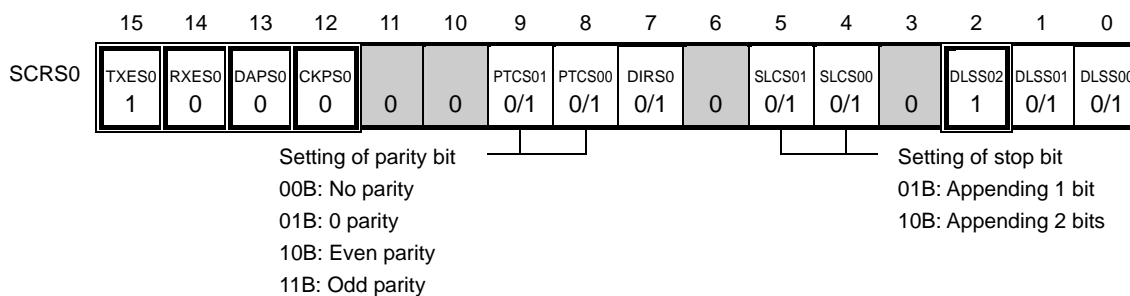 15 14 13 12 11 10 9 8 7 6 5 4 3 2 1 0
SCRS0 TXES0 RXES0 DAPS0 CKPS0 PTCS01 PTCS00 DIRS0 SLCS01 SLCS00 DLSS02 DLSS01 DLSS00
1 0 0 0 0 0 0/1 0/1 0/1 0 0/1 0/1 0 1 0/1 0/1
Setting of parity bit
00B: No parity
01B: 0 parity
10B: Even parity
11B: Odd parity
Setting of stop bit
01B: Appending 1 bit
10B: Appending 2 bits